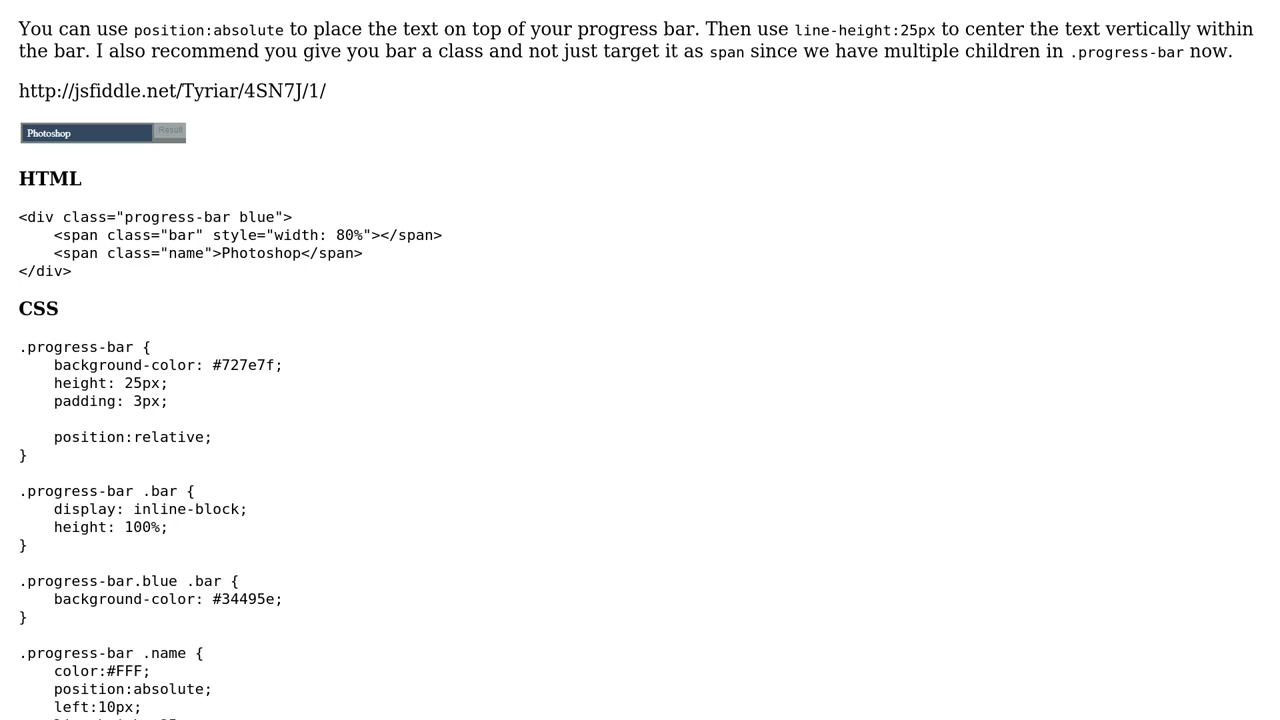 You can use position:absolute to place the text on top of your progress bar. Then use line-height:25px to center the text vertically within
the bar. I also recommend you give you bar a class and not just target it as span since we have multiple children in .progress-bar now.
http://jsfiddle.net/Tyriar/4SN7J/1/
Photoshop Result
HTML
<div class="progress-bar blue">
    <span class="bar" style="width: 80%"></span>
    <span class="name">Photoshop</span>
</div>
CSS
.progress-bar {
    background-color: #727e7f;
    height: 25px;
    padding: 3px;
    position:relative;
}
.progress-bar .bar {
    display: inline-block;
    height: 100%;
}
.progress-bar.blue .bar {
    background-color: #34495e;
}
.progress-bar .name {
    color:#FFF;
    position:absolute;
    left:10px;